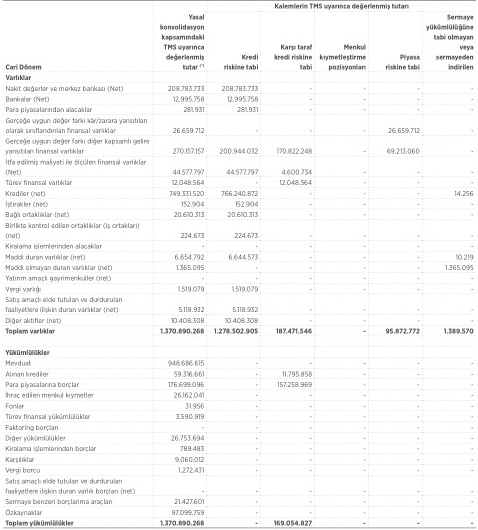 Kalemlerin TMS uyarınca değerlenmiş tutarı
Cari Dönem | Yasal konsolidasyon kapsamındaki TMS uyarınca değerlenmiş tutar (*) | Kredi riskine tabi | Karşı taraf kredi riskine tabi | Menkul kıymetleştirme pozisyonları | Piyasa riskine tabi | Sermaye yükümlülüğüne tabi olmayan veya sermayeden indirilen
Varlıklar
Nakit değerler ve merkez bankası (Net) 208.783.733 208.783.733 - - - -
Bankalar (Net) 12.995.758 12.995.758 - - - -
Para piyasalarından alacaklar 281.931 281.931 - - - -
Gerçeğe uygun değer farkı kâr/zarara yansıtılan
olarak sınıflandırılan finansal varlıklar 26.659.712 - - - 26.659.712 -
Gerçeğe uygun değer farkı diğer kapsamlı gelire
yansıtılan finansal varlıklar 270.157.157 200.944.032 170.822.248 - 69.213.060 -
İtfa edilmiş maliyeti ile ölçülen finansal varlıklar
(Net) 44.577.797 44.577.797 4.600.734 - - -
Türev finansal varlıklar 12.048.564 - 12.048.564 - - -
Krediler (net) 749.331.520 766.240.872 - - - 14.256
İştirakler (net) 152.904 152.904 - - - -
Bağlı ortaklıklar (net) 20.610.313 20.610.313 - - - -
Birlikte kontrol edilen ortaklıklar (iş ortakları)
(net) 224.673 224.673 - - - -
Kiralama işlemlerinden alacaklar - - - - - -
Maddi duran varlıklar (net) 6.654.792 6.644.573 - - - 10.219
Maddi olmayan duran varlıklar (net) 1.365.095 - - - - 1.365.095
Yatırım amaçlı gayrimenkuller (net) - - - - - -
Vergi varlığı 1.519.079 1.519.079 - - - -
Satış amaçlı elde tutulan ve durdurulan
faaliyetlere ilişkin duran varlıklar (net) 5.118.932 5.118.932 - - - -
Diğer aktifler (net) 10.408.308 10.408.308 - - - -
Toplam varlıklar 1.370.890.268 1.278.502.905 187.471.546 - 95.872.772 1.389.570
Yükümlülükler
Mevduat 948.686.615 - - - - -
Alınan krediler 59.316.661 - 11.795.858 - - -
Para piyasalarına borçlar 176.699.096 - 157.258.969 - - -
İhraç edilen menkul kıymetler 26.162.041 - - - - -
Fonlar 31.956 - - - - -
Türev finansal yükümlülükler 3.590.919 - - - - -
Faktoring borçları - - - - - -
Diğer yükümlülükler 26.753.694 - - - - -
Kiralama işlemlerinden borçlar 789.483 - - - - -
Karşılıklar 9.060.012 - - - - -
Vergi borcu 1.272.431 - - - - -
Satış amaçlı elde tutulan ve durdurulan
faaliyetlere ilişkin duran varlık borçları (net) - - - - - -
Sermaye benzeri borçlanma araçları 21.427.601 - - - - -
Özkaynaklar 97.099.759 - - - - -
Toplam yükümlülükler 1.370.890.268 - 169.054.827 - - -